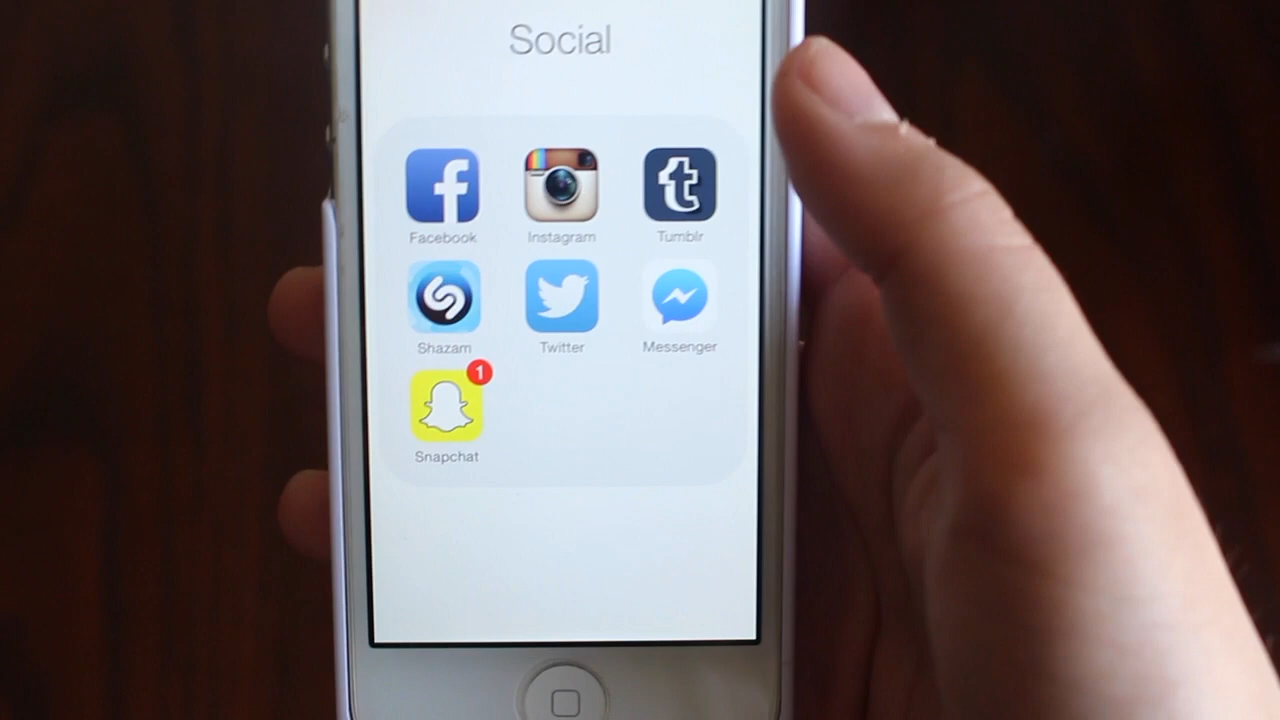 Social
Facebook Instagram Tumblr
Shazam Twitter Messenger
1
Snapchat